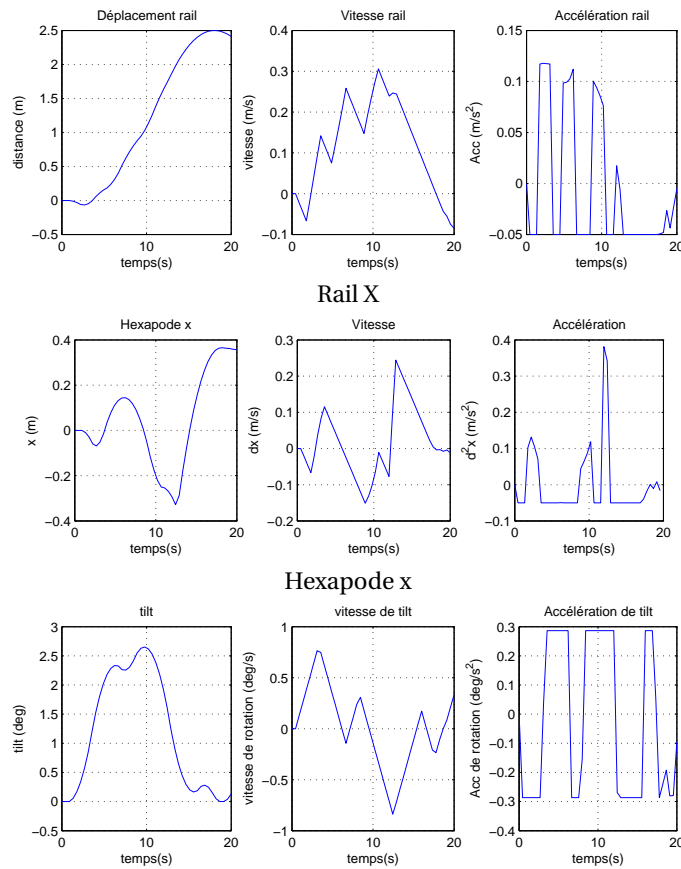 Déplacement rail
2.5
2
1.5
1
0.5
0
−0.5
0
10
20
distance (m)
temps(s)
Vitesse rail
0.4
0.3
0.2
0.1
0
−0.1
0
10
20
vitesse (m/s)
temps(s)
Accélération rail
0.15
0.1
0.05
0
−0.05
0
10
20
Acc (m/s²)
temps(s)
Rail X
Hexapode x
0.4
0.2
0
−0.2
−0.4
0
10
20
x (m)
temps(s)
Vitesse
0.3
0.2
0.1
0
−0.1
−0.2
0
10
20
dx (m/s)
temps(s)
Accélération
0.4
0.3
0.2
0.1
0
−0.1
0
10
20
d²x (m/s²)
temps(s)
Hexapode x
tilt
3
2.5
2
1.5
1
0.5
0
−0.5
0
10
20
tilt (deg)
temps(s)
vitesse de tilt
1
0.5
0
−0.5
−1
0
10
20
vitesse de rotation (deg/s)
temps(s)
Accélération de tilt
0.3
0.2
0.1
0
−0.1
−0.2
−0.3
−0.4
0
10
20
Acc de rotation (deg/s²)
temps(s)